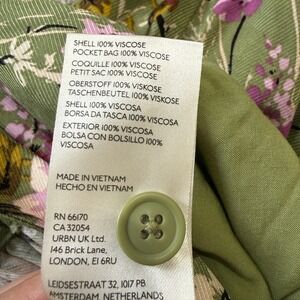 SHELL 100% VISCOSE
POCKET BAG 100% VISCOSE
COQUILLE 100% VISCOSE
PETIT SAC 100% VISCOSE
OBERSTOFF 100% VISKOSE
TASCHENBEUTEL 100% VISKOSE
SHELL 100% VISCOSA
BORSA DA TASCA 100% VISCOSA
EXTERIOR 100% VISCOSA
BOLSA CON BOLSILLO 100%
VISCOSA
MADE IN VIETNAM
HECHO EN VIETNAM
RN 66170
CA 32054
URBN UK Ltd.
146 Brick Lane,
LONDON, E1 6RU
LEIDSESTRAAT 32, 1017 PB
AMSTERDAM, NETHERLANDS